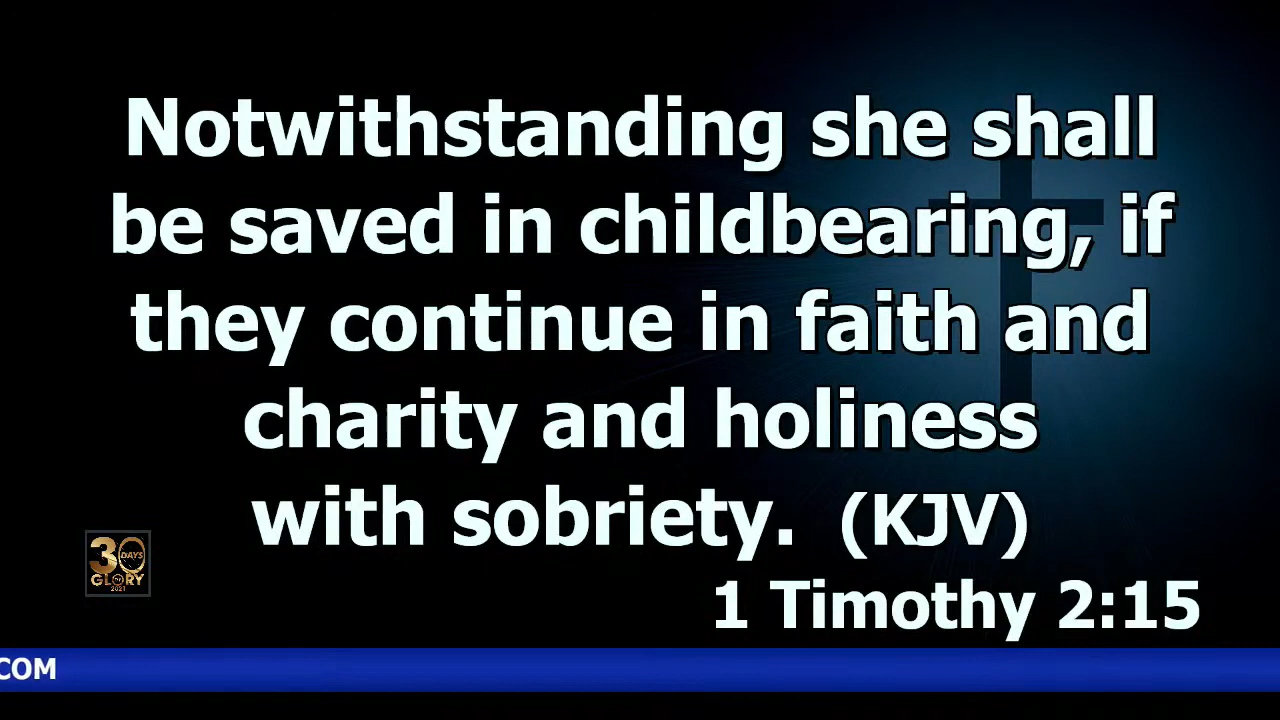 Notwithstanding she shall
be saved in childbearing, if
they continue in faith and
charity and holiness
with sobriety. (KJV)
1 Timothy 2:15
30
DAYS
OF
GLORY
2021
COM